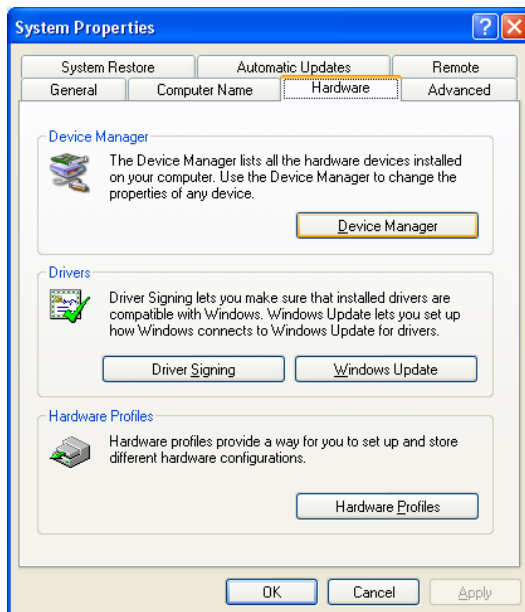 System Properties
System Restore
Automatic Updates
Remote
General
Computer Name
Hardware
Advanced
Device Manager
The Device Manager lists all the hardware devices installed
on your computer. Use the Device Manager to change the
properties of any device.
Device Manager
Drivers
Driver Signing lets you make sure that installed drivers are
compatible with Windows. Windows Update lets you set up
how Windows connects to Windows Update for drivers.
Driver Signing
Windows Update
Hardware Profiles
Hardware profiles provide a way for you to set up and store
different hardware configurations.
Hardware Profiles
OK
Cancel
Apply